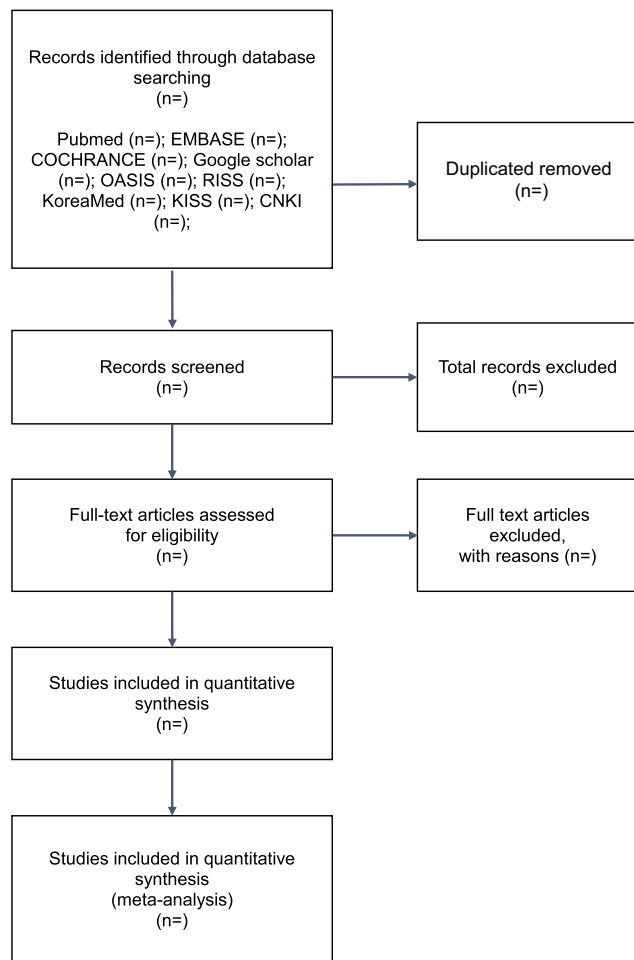 Records identified through database
searching
(n=)
Pubmed (n=); EMBASE (n=);
COCHRANCE (n=); Google scholar
(n=); OASIS (n=); RISS (n=);
KoreaMed (n=); KISS (n=); CNKI
(n=);
Duplicated removed
(n=)
Records screened
(n=)
Total records excluded
(n=)
Full-text articles assessed
for eligibility
(n=)
Full text articles
excluded,
with reasons (n=)
Studies included in quantitative
synthesis
(n=)
Studies included in quantitative
synthesis
(meta-analysis)
(n=)